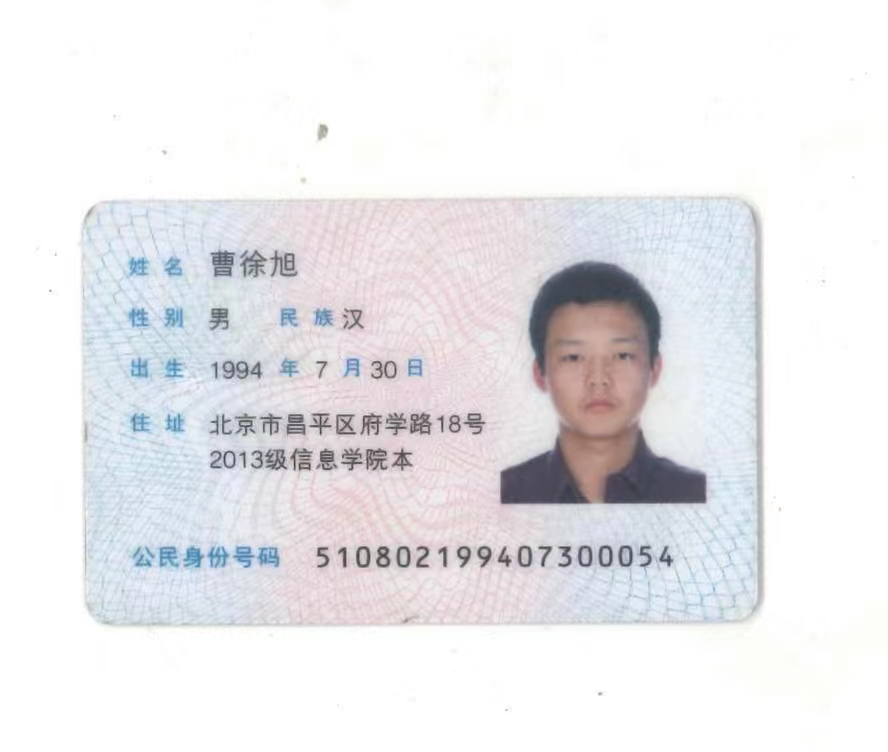 姓名 曹徐旭
性别 男 民族 汉
出生 1994 年 7 月 30 日
住址 北京市昌平区府学路18号
2013级信息学院本
公民身份号码 510802199407300054